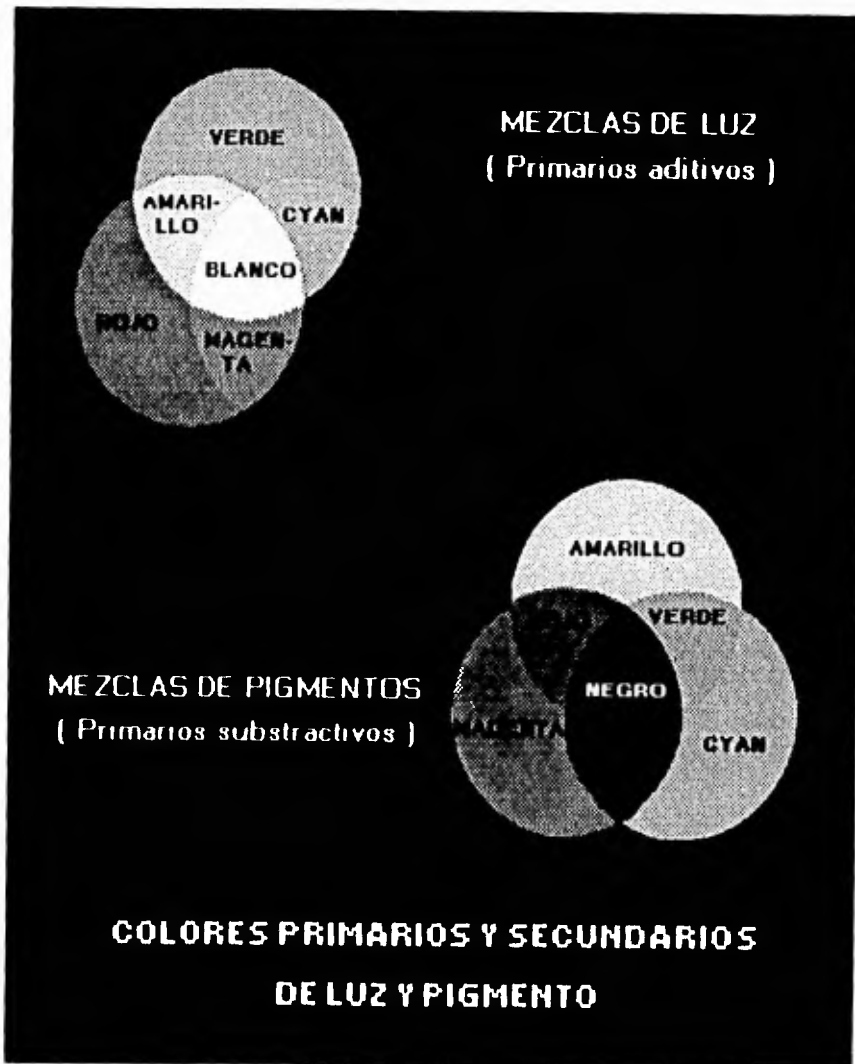 MEZCLAS DE LUZ
( Primarios aditivos )
VERDE
AMARI-
LLO
CYAN
BLANCO
ROJO
MAGEN-
TA
AMARILLO
VERDE
NEGRO
MAGENTA
CYAN
MEZCLAS DE PIGMENTOS
( Primarios substractivos )
COLORES PRIMARIOS Y SECUNDARIOS
DE LUZ Y PIGMENTO